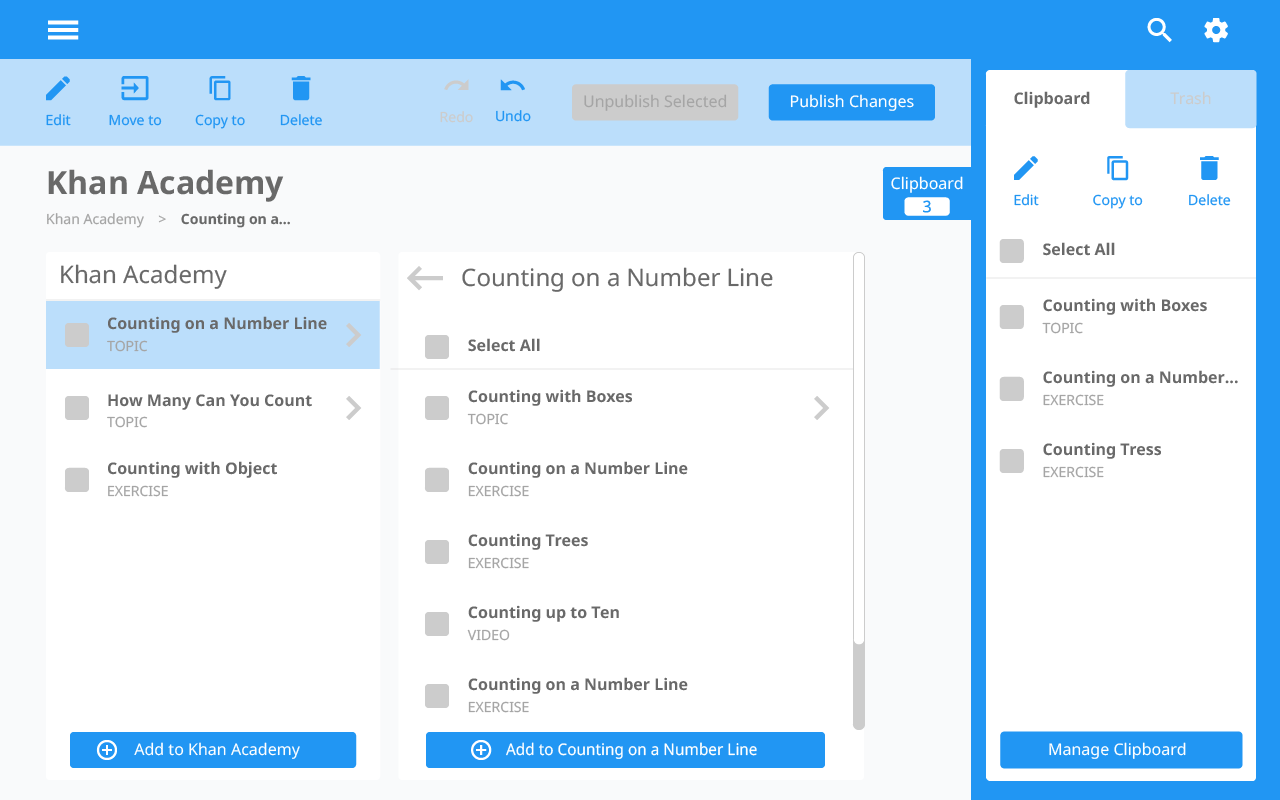 Edit
Move to
Copy to
Delete
Redo
Undo
Unpublish Selected
Publish Changes
Khan Academy
Khan Academy > Counting on a...
Clipboard
3
Khan Academy
Counting on a Number Line
TOPIC
How Many Can You Count
TOPIC
Counting with Object
EXERCISE
Add to Khan Academy
Counting on a Number Line
Select All
Counting with Boxes
TOPIC
Counting on a Number Line
EXERCISE
Counting Trees
EXERCISE
Counting up to Ten
VIDEO
Counting on a Number Line
EXERCISE
Add to Counting on a Number Line
Clipboard
Trash
Edit
Copy to
Delete
Select All
Counting with Boxes
TOPIC
Counting on a Number...
EXERCISE
Counting Tress
EXERCISE
Manage Clipboard